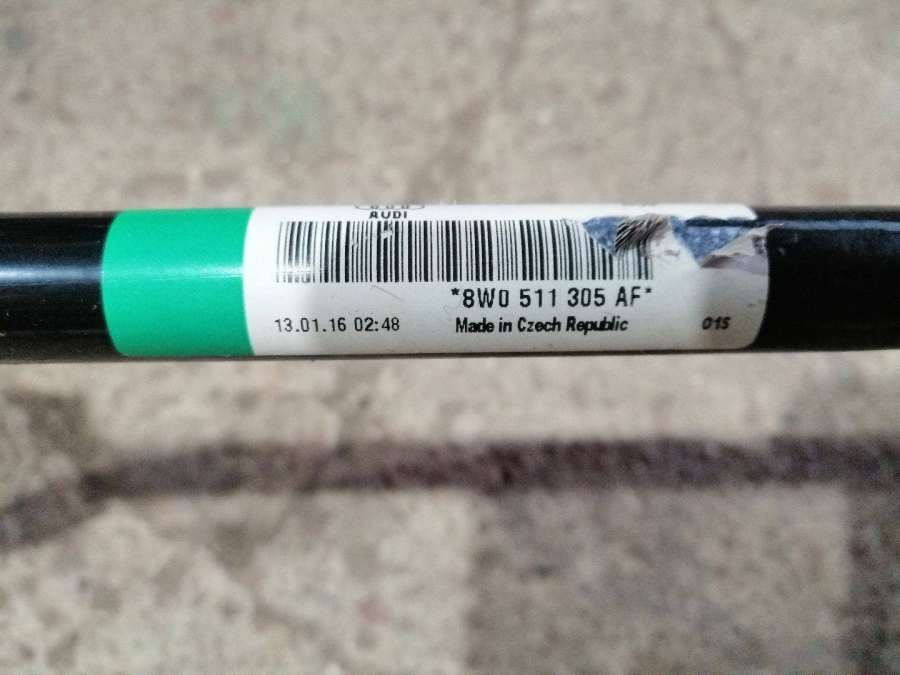 AUDI
*8W0 511 305 AF*
13.01.16 02:48 Made in Czech Republic 015